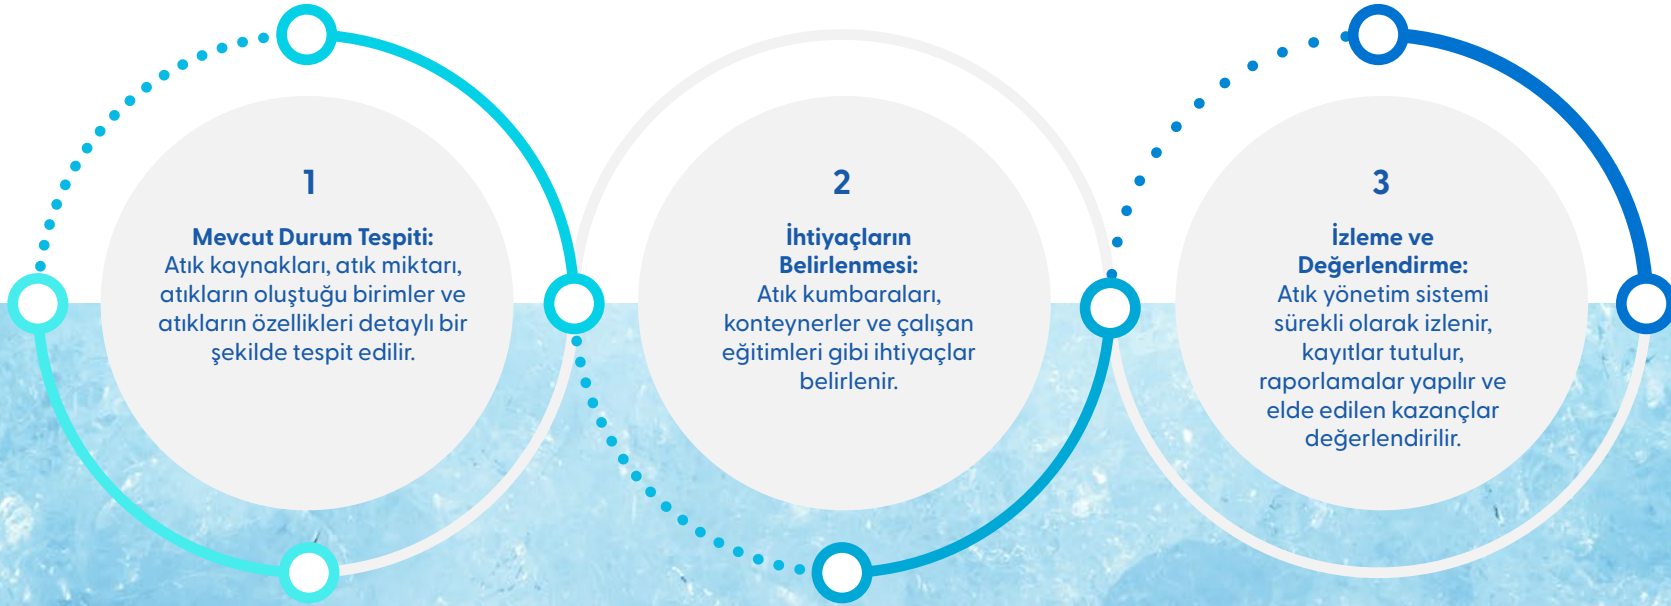 1
Mevcut Durum Tespiti:
Atık kaynakları, atık miktarı,
atıkların oluştuğu birimler ve
atıkların özellikleri detaylı bir
şekilde tespit edilir.
2
İhtiyaçların
Belirlenmesi:
Atık kumbaraları,
konteynerler ve çalışan
eğitimleri gibi ihtiyaçlar
belirlenir.
3
İzleme ve
Değerlendirme:
Atık yönetim sistemi
sürekli olarak izlenir,
kayıtlar tutulur,
raporlamalar yapılır ve
elde edilen kazançlar
değerlendirilir.